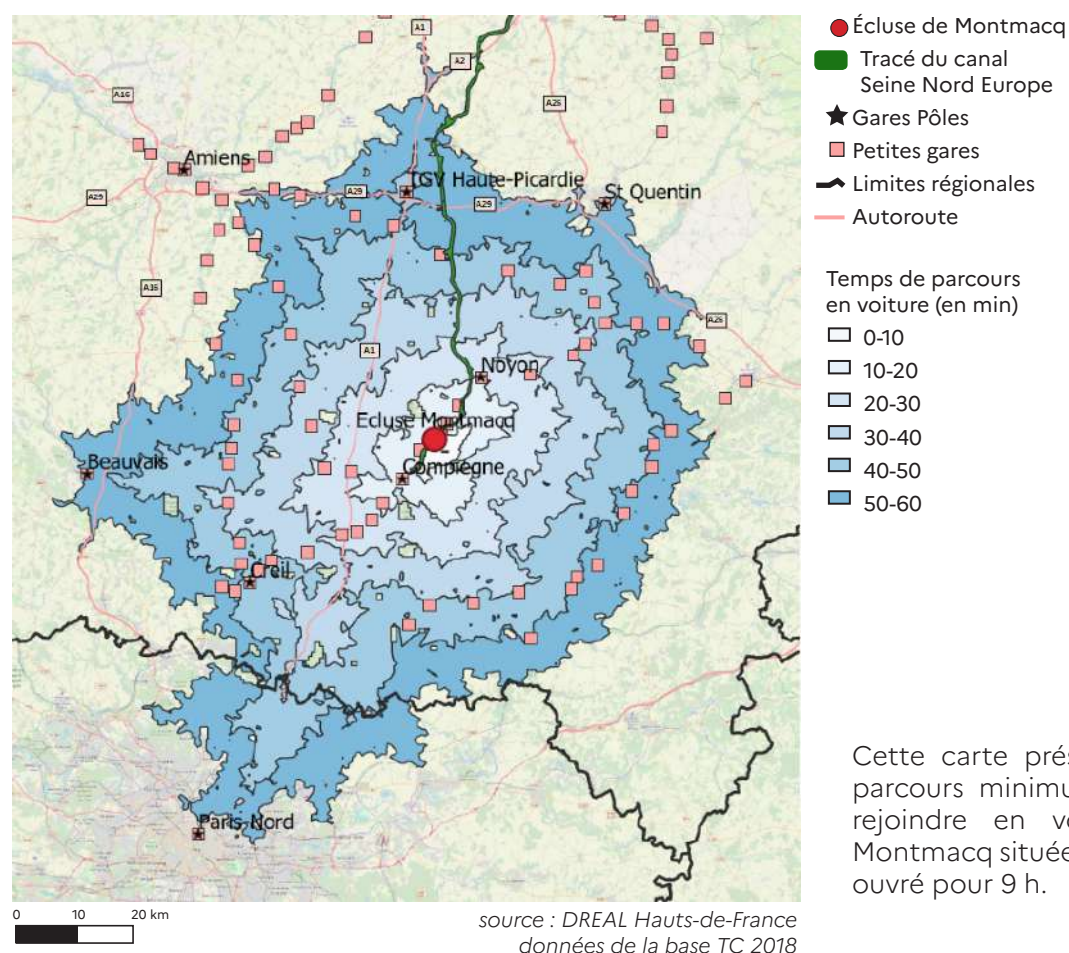 A1
A2
A16
A26
Amiens
TGV Haute-Picardie
St Quentin
A29
A29
A29
A16
A26
A1
Noyon
Ecluse Montmacq
Compiègne
Beauvais
Creil
Paris-Nord
0 10 20 km
source : DREAL Hauts-de-France
données de la base TC 2018
Écluse de Montmacq
Tracé du canal
Seine Nord Europe
Gares Pôles
Petites gares
Limites régionales
Autoroute
Temps de parcours
en voiture (en min)
0-10
10-20
20-30
30-40
40-50
50-60
Cette carte prés
parcours minimu
rejoindre en v
Montmacq située
ouvré pour 9 h.